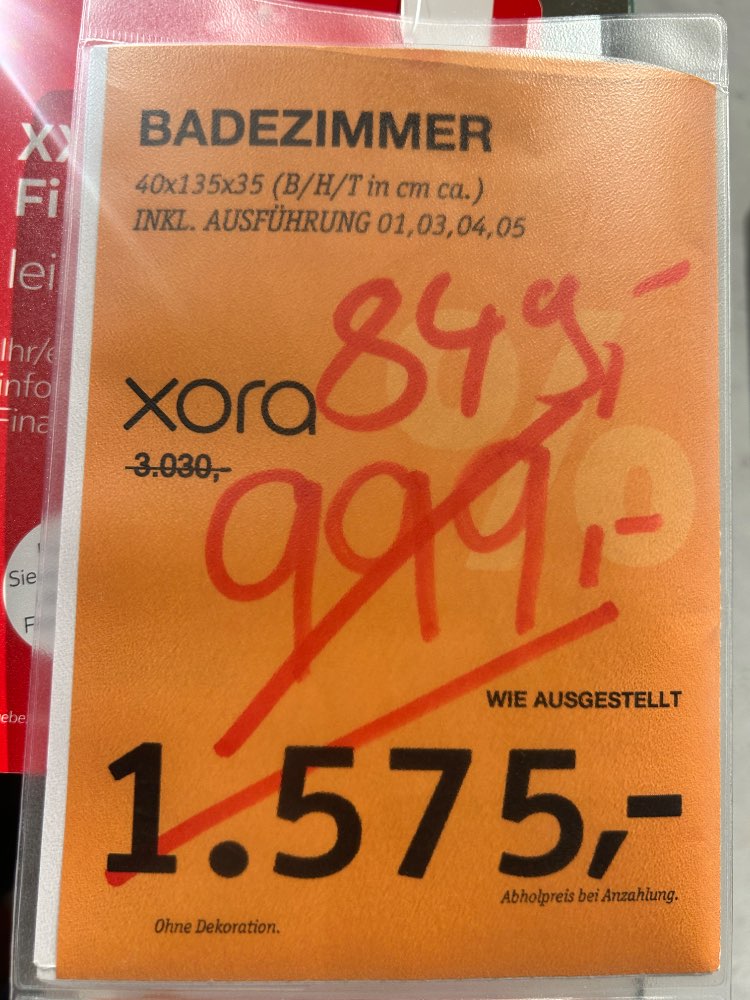 BADEZIMMER
40x135x35 (B/H/T in cm ca.)
INKL. AUSFÜHRUNG 01,03,04,05
849,-
xora
3.030,-
999,-
%
WIE AUSGESTELLT
1.575,-
Abholpreis bei Anzahlung.
Ohne Dekoration.
Sie